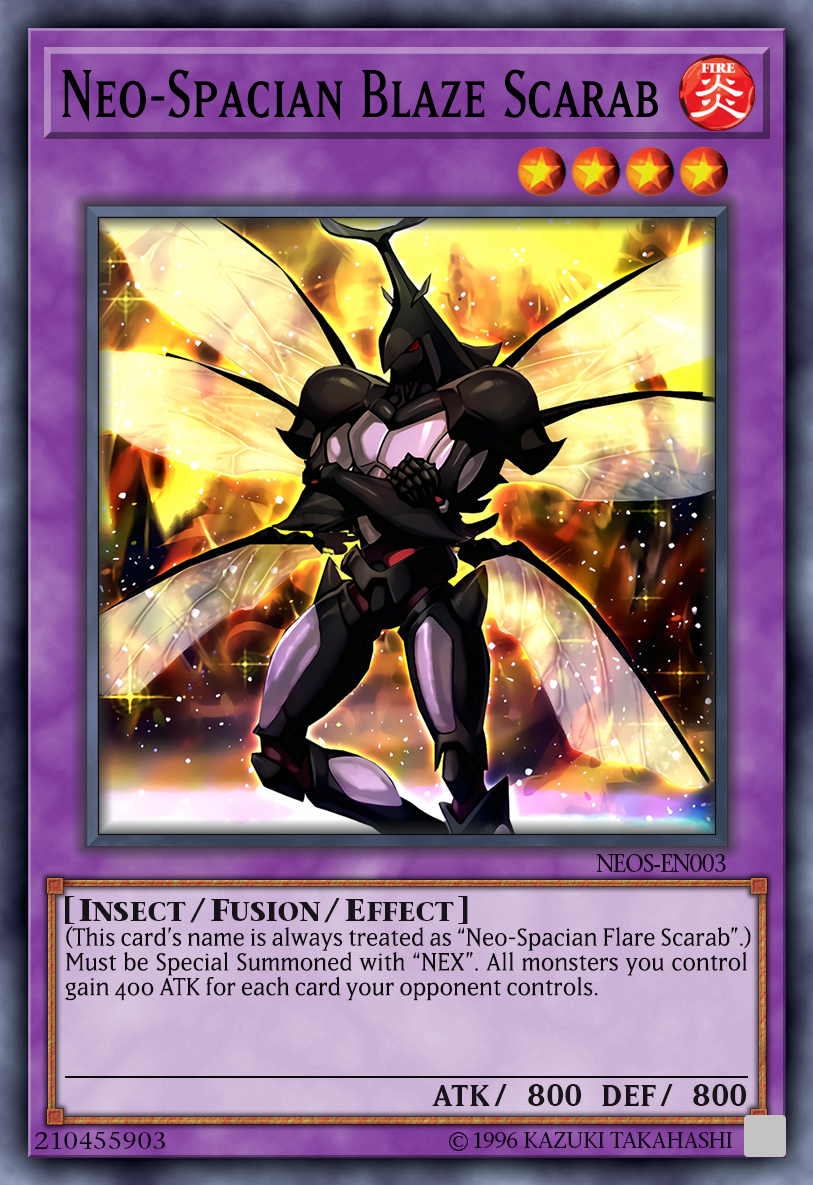 Neo-Spacian Blaze Scarab
FIRE
炎
NEOS-EN003
[ Insect / Fusion / Effect ]
(This card's name is always treated as “Neo-Spacian Flare Scarab”.)
Must be Special Summoned with “NEX”. All monsters you control
gain 400 ATK for each card your opponent controls.
ATK/ 800 DEF/ 800
210455903
© 1996 KAZUKI TAKAHASHI